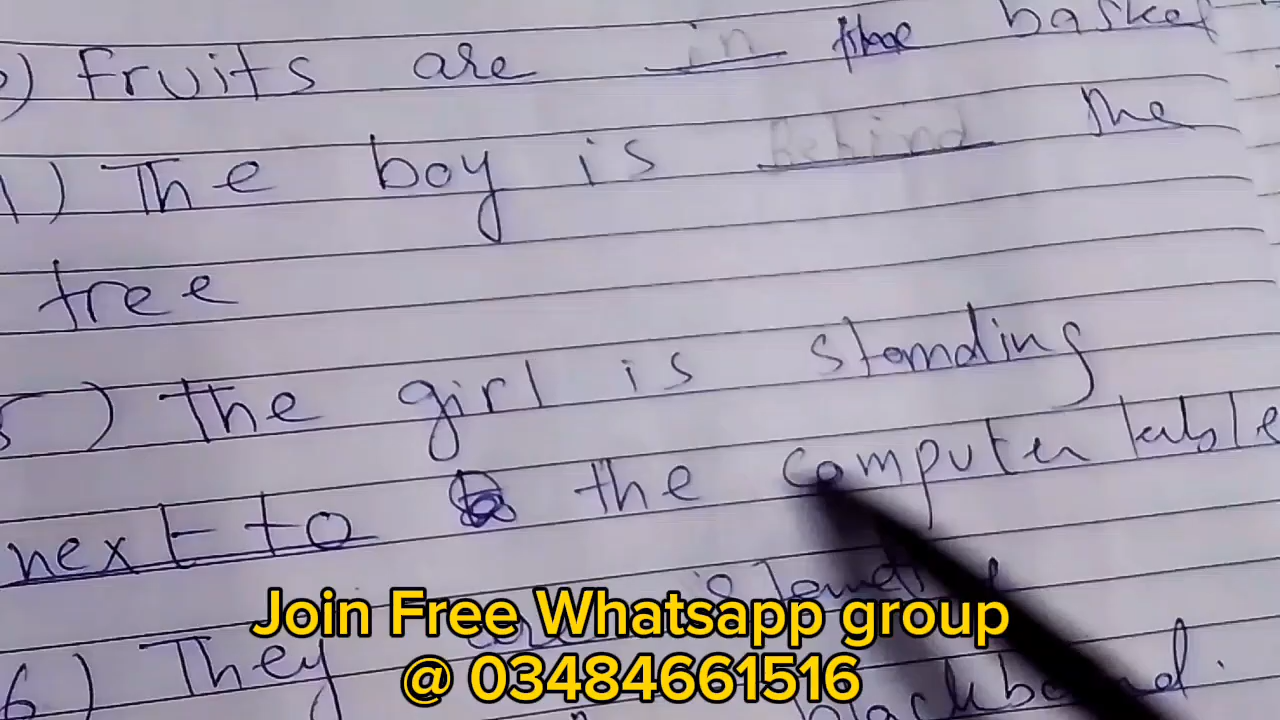 ) Fruits are in the basket
) The boy is Behind the
tree
) The girl is standing
next to the computer table
6) They
Join Free Whatsapp group
@ 03484661516